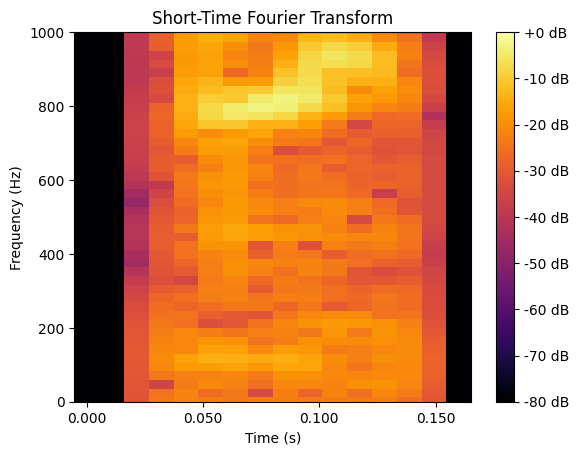 Short-Time Fourier Transform
1000
800
600
400
200
0
Frequency (Hz)
0.000
0.050
0.100
0.150
Time (s)
+0 dB
-10 dB
-20 dB
-30 dB
-40 dB
-50 dB
-60 dB
-70 dB
-80 dB